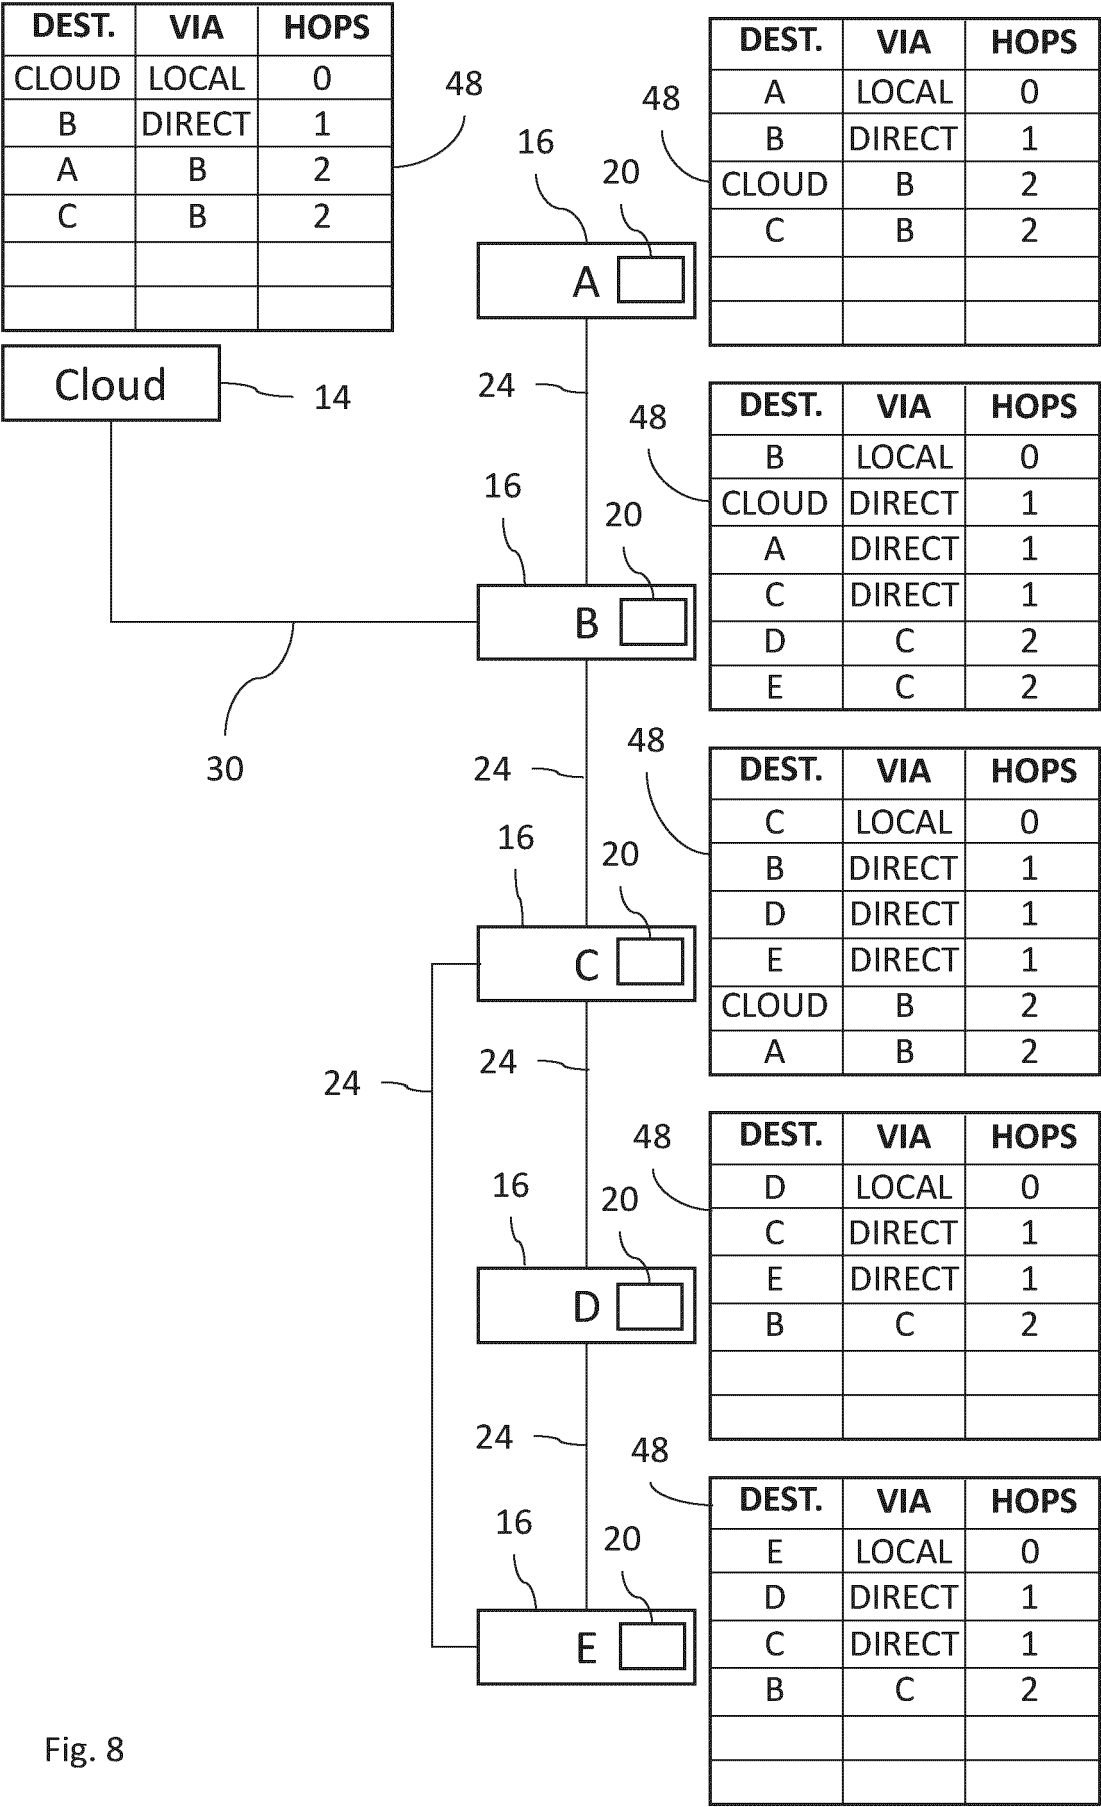 DEST. VIA HOPS
CLOUD LOCAL 0
B DIRECT 1
A B 2
C B 2
48
Cloud
14
30
16
20
A
24
48
DEST. VIA HOPS
A LOCAL 0
B DIRECT 1
CLOUD B 2
C B 2
16
20
B
24
48
DEST. VIA HOPS
B LOCAL 0
CLOUD DIRECT 1
A DIRECT 1
C DIRECT 1
D C 2
E C 2
16
20
C
24
24
48
DEST. VIA HOPS
C LOCAL 0
B DIRECT 1
D DIRECT 1
E DIRECT 1
CLOUD B 2
A B 2
16
20
D
24
48
DEST. VIA HOPS
D LOCAL 0
C DIRECT 1
E DIRECT 1
B C 2
16
20
E
48
DEST. VIA HOPS
E LOCAL 0
D DIRECT 1
C DIRECT 1
B C 2
Fig. 8